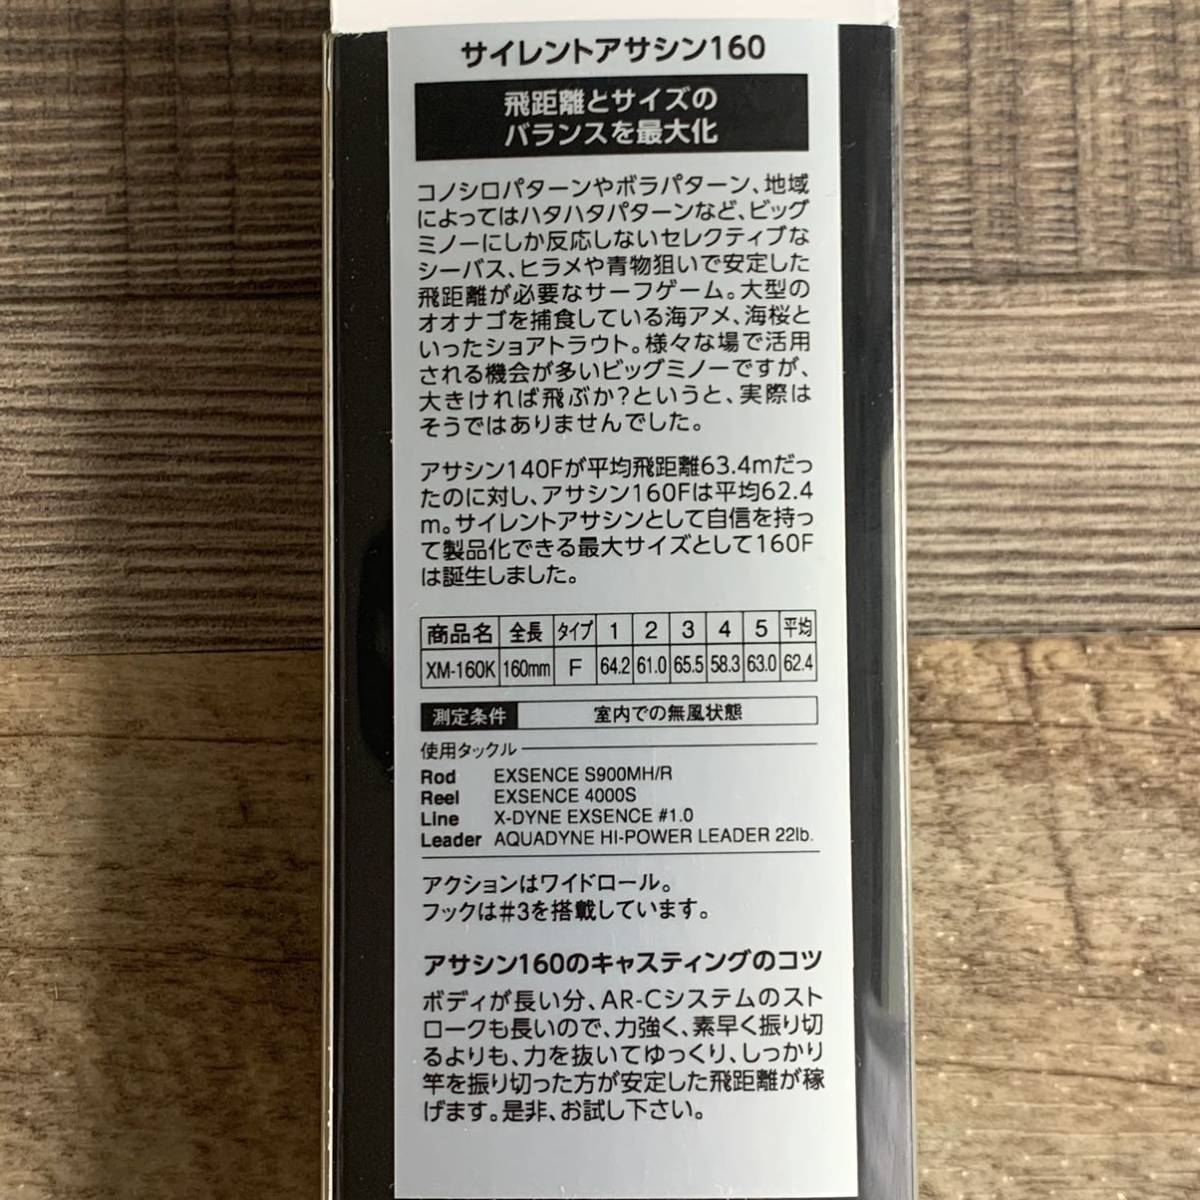 サイレントアサシン160
飛距離とサイズの
バランスを最大化
コノシロパターンやボラパターン、地域
によってはハタハタパターンなど、ビッグ
ミノーにしか反応しないセレクティブな
シーバス、ヒラメや青物狙いで安定した
飛距離が必要なサーフゲーム。大型の
オオナゴを捕食している海アメ、海桜と
いったショアトラウト。様々な場で活用
される機会が多いビッグミノーですが、
大きければ飛ぶか？というと、実際は
そうではありませんでした。
アサシン140Fが平均飛距離63.4mだっ
たのに対し、アサシン160Fは平均62.4
m。サイレントアサシンとして自信を持っ
て製品化できる最大サイズとして160F
は誕生しました。
商品名 全長 タイプ 1 2 3 4 5 平均
XM-160K 160mm F 64.2 61.0 65.5 58.3 63.0 62.4
測定条件 室内での無風状態
使用タックル
Rod EXSENCE S900MH/R
Reel EXSENCE 4000S
Line X-DYNE EXSENCE #1.0
Leader AQUADYNE HI-POWER LEADER 22lb.
アクションはワイドロール。
フックは#3を搭載しています。
アサシン160のキャスティングのコツ
ボディが長い分、AR-Cシステムのスト
ロークも長いので、力強く、素早く振り切
るよりも、力を抜いてゆっくり、しっかり
竿を振り切った方が安定した飛距離が稼
げます。是非、お試し下さい。